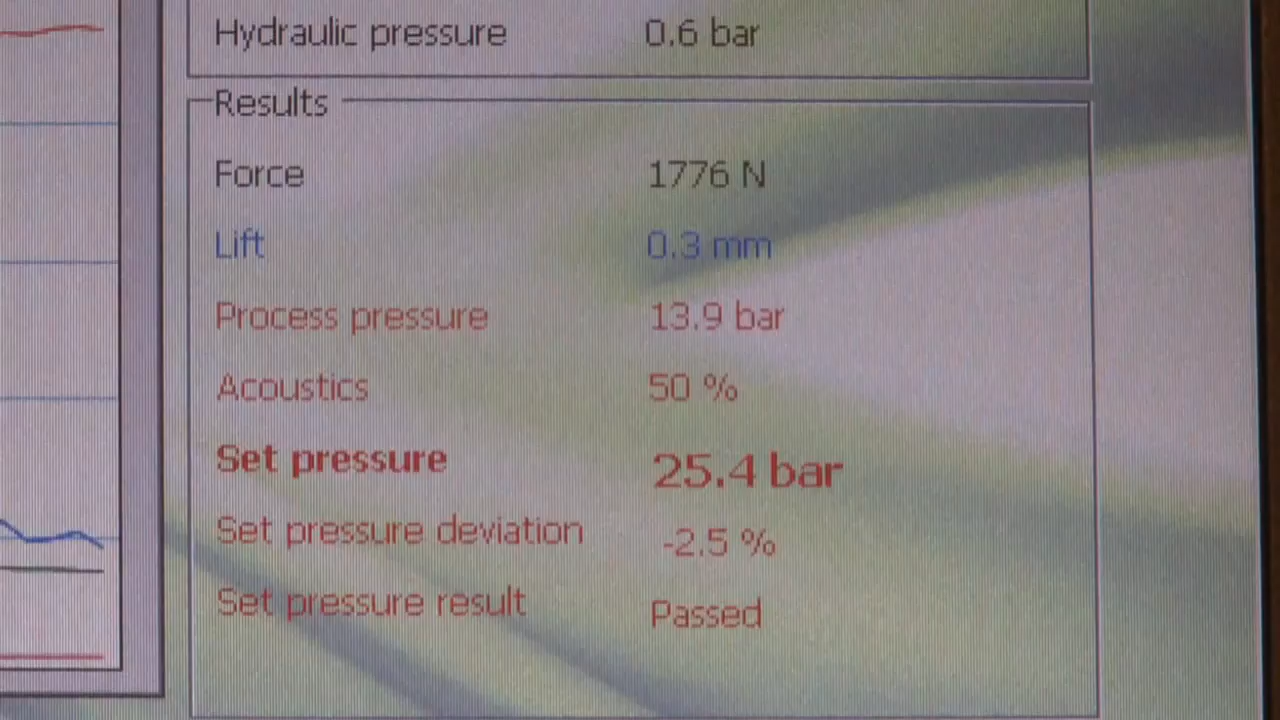 Hydraulic pressure 0.6 bar
Results
Force 1776 N
Lift 0.3 mm
Process pressure 13.9 bar
Acoustics 50 %
Set pressure 25.4 bar
Set pressure deviation -2.5 %
Set pressure result Passed